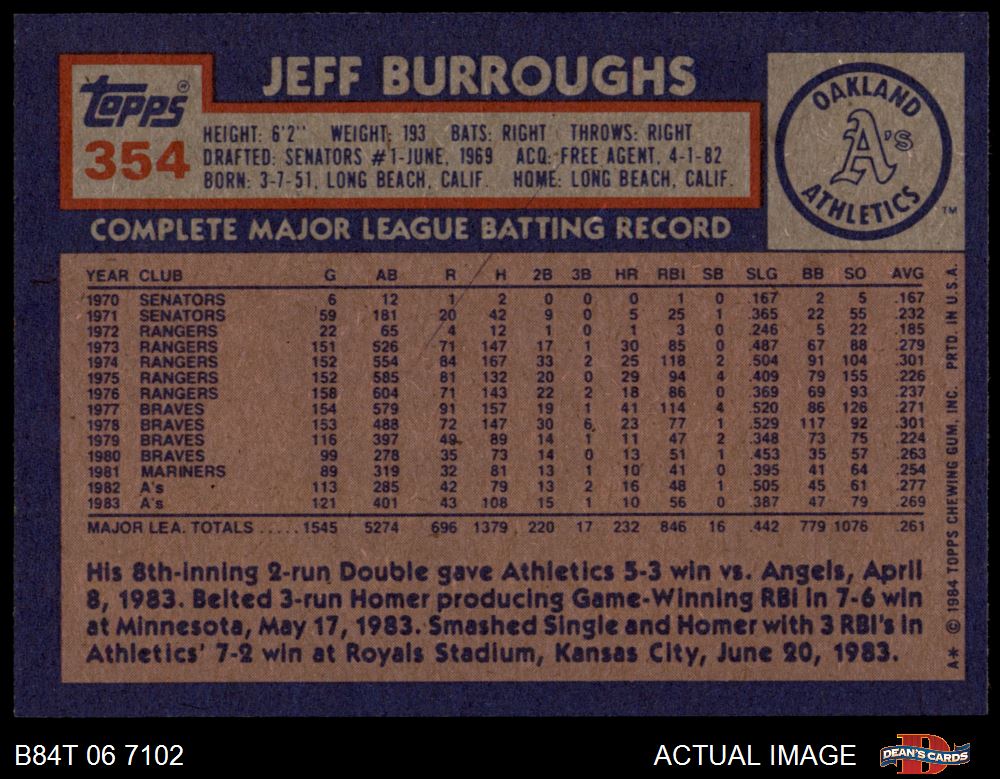 JEFF BURROUGHS
topps®
354
HEIGHT: 6'2" WEIGHT: 193 BATS: RIGHT THROWS: RIGHT
DRAFTED: SENATORS #1-JUNE, 1969 ACQ: FREE AGENT, 4-1-82
BORN: 3-7-51, LONG BEACH, CALIF. HOME: LONG BEACH, CALIF.
OAKLAND
A's
ATHLETICS
TM
COMPLETE MAJOR LEAGUE BATTING RECORD
YEAR CLUB G AB R H 2B 3B HR RBI SB SLG BB SO AVG
1970 SENATORS 6 12 1 2 0 0 0 1 0 .167 2 5 .167
1971 SENATORS 59 181 20 42 9 0 5 25 1 .365 22 55 .232
1972 RANGERS 22 65 4 12 1 0 1 3 0 .246 5 22 .185
1973 RANGERS 151 526 71 147 17 1 30 85 0 .487 67 88 .279
1974 RANGERS 152 554 84 167 33 2 25 118 2 .504 91 104 .301
1975 RANGERS 152 585 81 132 20 0 29 94 4 .409 79 155 .226
1976 RANGERS 158 604 71 143 22 2 18 86 0 .369 69 93 .237
1977 BRAVES 154 579 91 157 19 1 41 114 4 .520 86 126 .271
1978 BRAVES 153 488 72 147 30 6 23 77 1 .529 117 92 .301
1979 BRAVES 116 397 49 89 14 1 11 47 2 .348 73 75 .224
1980 BRAVES 99 278 35 73 14 0 13 51 1 .453 35 57 .263
1981 MARINERS 89 319 32 81 13 1 10 41 0 .395 41 64 .254
1982 A's 113 285 42 79 13 2 16 48 1 .505 45 61 .277
1983 A's 121 401 43 108 15 1 10 56 0 .387 47 79 .269
MAJOR LEA. TOTALS ..... 1545 5274 696 1379 220 17 232 846 16 .442 779 1076 .261
His 8th-inning 2-run Double gave Athletics 5-3 win vs. Angels, April
8, 1983. Belted 3-run Homer producing Game-Winning RBI in 7-6 win
at Minnesota, May 17, 1983. Smashed Single and Homer with 3 RBI's in
Athletics' 7-2 win at Royals Stadium, Kansas City, June 20, 1983.
A* © 1984 TOPPS CHEWING GUM, INC. PRTD. IN U.S.A.
B84T 06 7102
ACTUAL IMAGE
DEAN'S CARDS